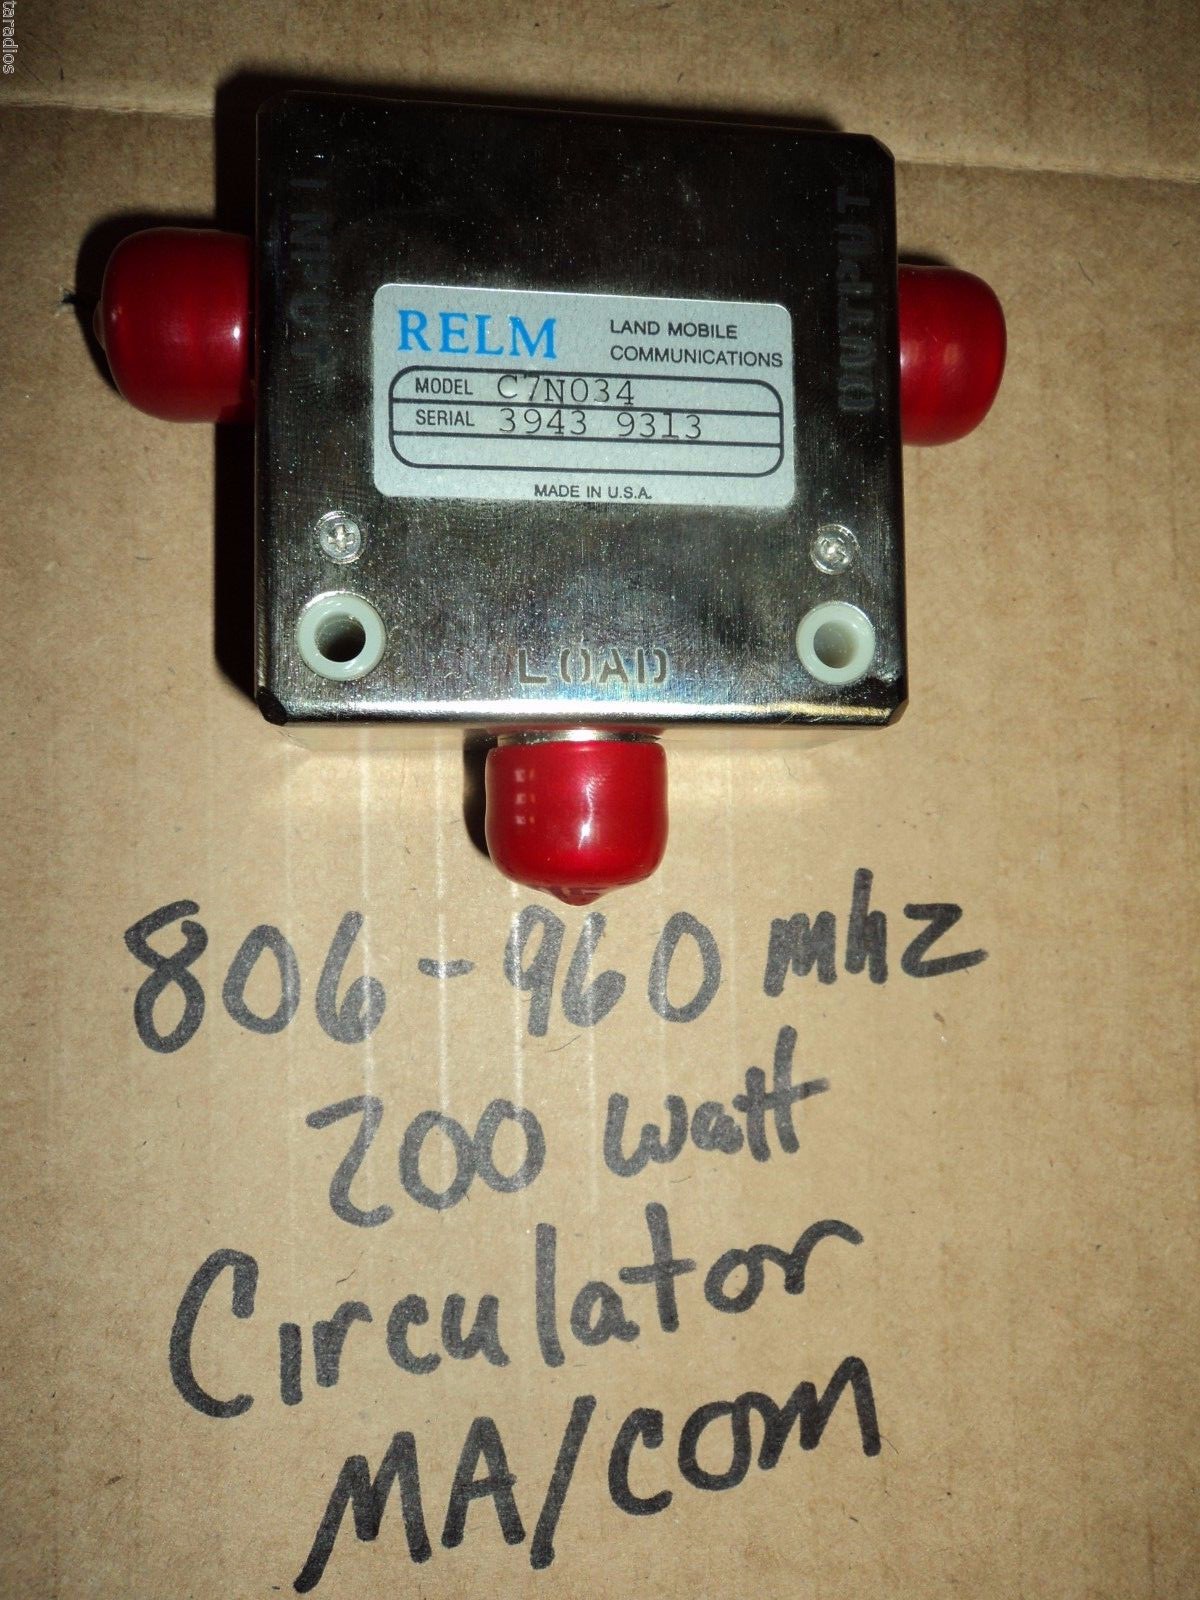 taradios
INPUT
OUTPUT
RELM
LAND MOBILE
COMMUNICATIONS
MODEL C7N034
SERIAL 3943 9313
MADE IN U.S.A.
LOAD
806-960 mhz
200 watt
Circulator
MA/COM